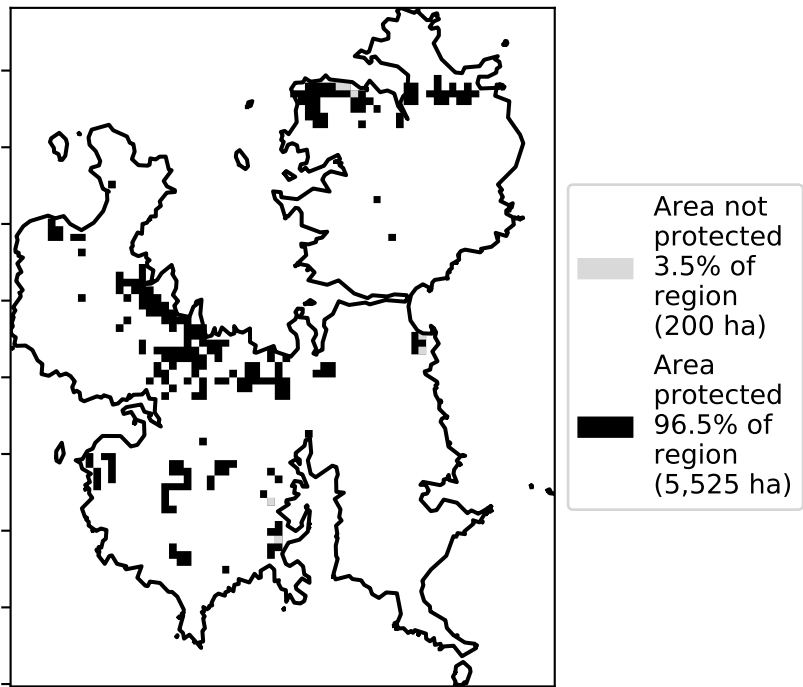 Area not
protected
3.5% of
region
(200 ha)
Area
protected
96.5% of
region
(5,525 ha)